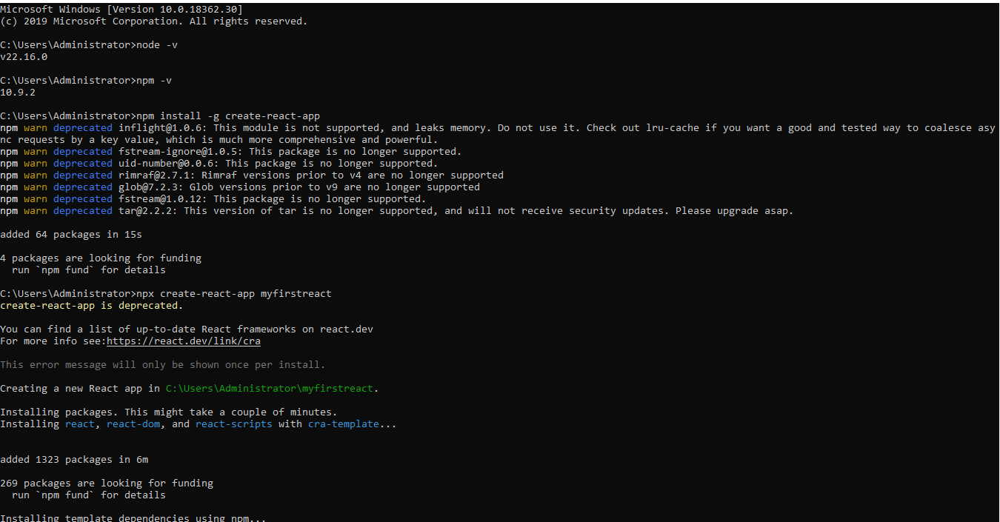 Microsoft Windows [Version 10.0.18362.30]
(c) 2019 Microsoft Corporation. All rights reserved.
C:\Users\Administrator>node -v
v22.16.0
C:\Users\Administrator>npm -v
10.9.2
C:\Users\Administrator>npm install -g create-react-app
npm warn deprecated inflight@1.0.6: This module is not supported, and leaks memory. Do not use it. Check out lru-cache if you want a good and tested way to coalesce asy
nc requests by a key value, which is much more comprehensive and powerful.
npm warn deprecated fstream-ignore@1.0.5: This package is no longer supported.
npm warn deprecated uid-number@0.0.6: This package is no longer supported.
npm warn deprecated rimraf@2.7.1: Rimraf versions prior to v4 are no longer supported
npm warn deprecated glob@7.2.3: Glob versions prior to v9 are no longer supported
npm warn deprecated fstream@1.0.12: This package is no longer supported.
npm warn deprecated tar@2.2.2: This version of tar is no longer supported, and will not receive security updates. Please upgrade asap.
added 64 packages in 15s
4 packages are looking for funding
  run `npm fund` for details
C:\Users\Administrator>npx create-react-app myfirstreact
create-react-app is deprecated.
You can find a list of up-to-date React frameworks on react.dev
For more info see:https://react.dev/link/cra
This error message will only be shown once per install.
Creating a new React app in C:\Users\Administrator\myfirstreact.
Installing packages. This might take a couple of minutes.
Installing react, react-dom, and react-scripts with cra-template...
added 1323 packages in 6m
269 packages are looking for funding
  run `npm fund` for details
Installing template dependencies using npm...